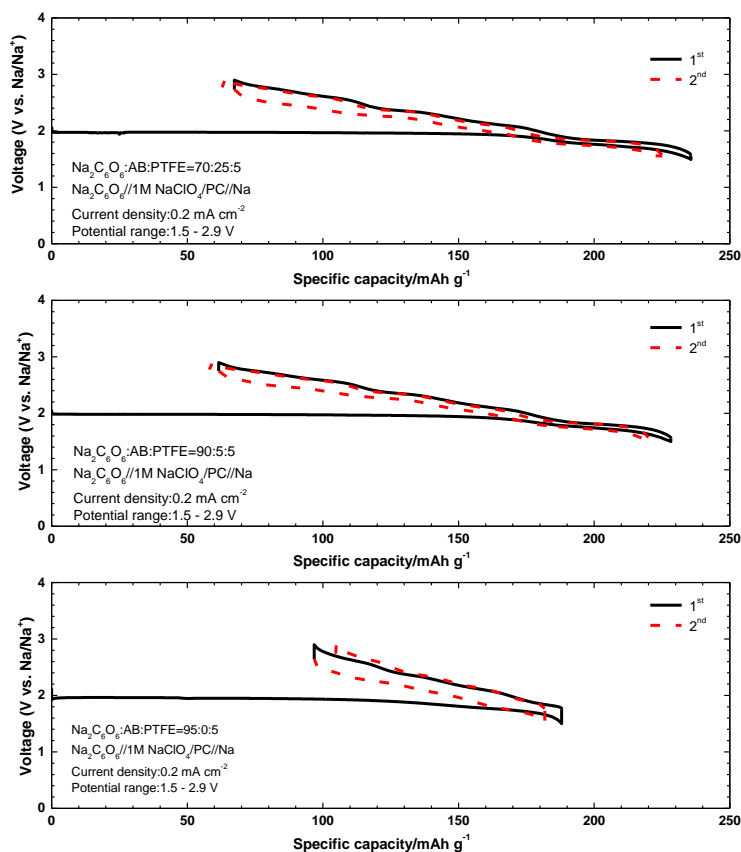 4
3
2
1
0
Voltage (V vs. Na/Na⁺)
1ˢᵗ
2ⁿᵈ
Na₂C₆O₆:AB:PTFE=70:25:5
Na₂C₆O₆//1M NaClO₄/PC//Na
Current density:0.2 mA cm⁻²
Potential range:1.5 - 2.9 V
0 50 100 150 200 250
Specific capacity/mAh g⁻¹
4
3
2
1
0
Voltage (V vs. Na/Na⁺)
1ˢᵗ
2ⁿᵈ
Na₂C₆O₆:AB:PTFE=90:5:5
Na₂C₆O₆//1M NaClO₄/PC//Na
Current density:0.2 mA cm⁻²
Potential range:1.5 - 2.9 V
0 50 100 150 200 250
Specific capacity/mAh g⁻¹
4
3
2
1
0
Voltage (V vs. Na/Na⁺)
1ˢᵗ
2ⁿᵈ
Na₂C₆O₆:AB:PTFE=95:0:5
Na₂C₆O₆//1M NaClO₄/PC//Na
Current density:0.2 mA cm⁻²
Potential range:1.5 - 2.9 V
0 50 100 150 200 250
Specific capacity/mAh g⁻¹